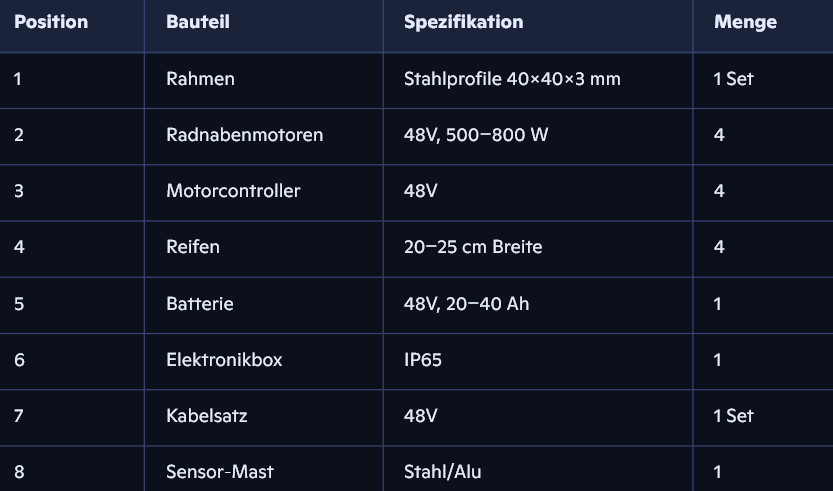 Position Bauteil Spezifikation Menge
1 Rahmen Stahlprofile 40×40×3 mm 1 Set
2 Radnabenmotoren 48V, 500–800 W 4
3 Motorcontroller 48V 4
4 Reifen 20–25 cm Breite 4
5 Batterie 48V, 20–40 Ah 1
6 Elektronikbox IP65 1
7 Kabelsatz 48V 1 Set
8 Sensor-Mast Stahl/Alu 1